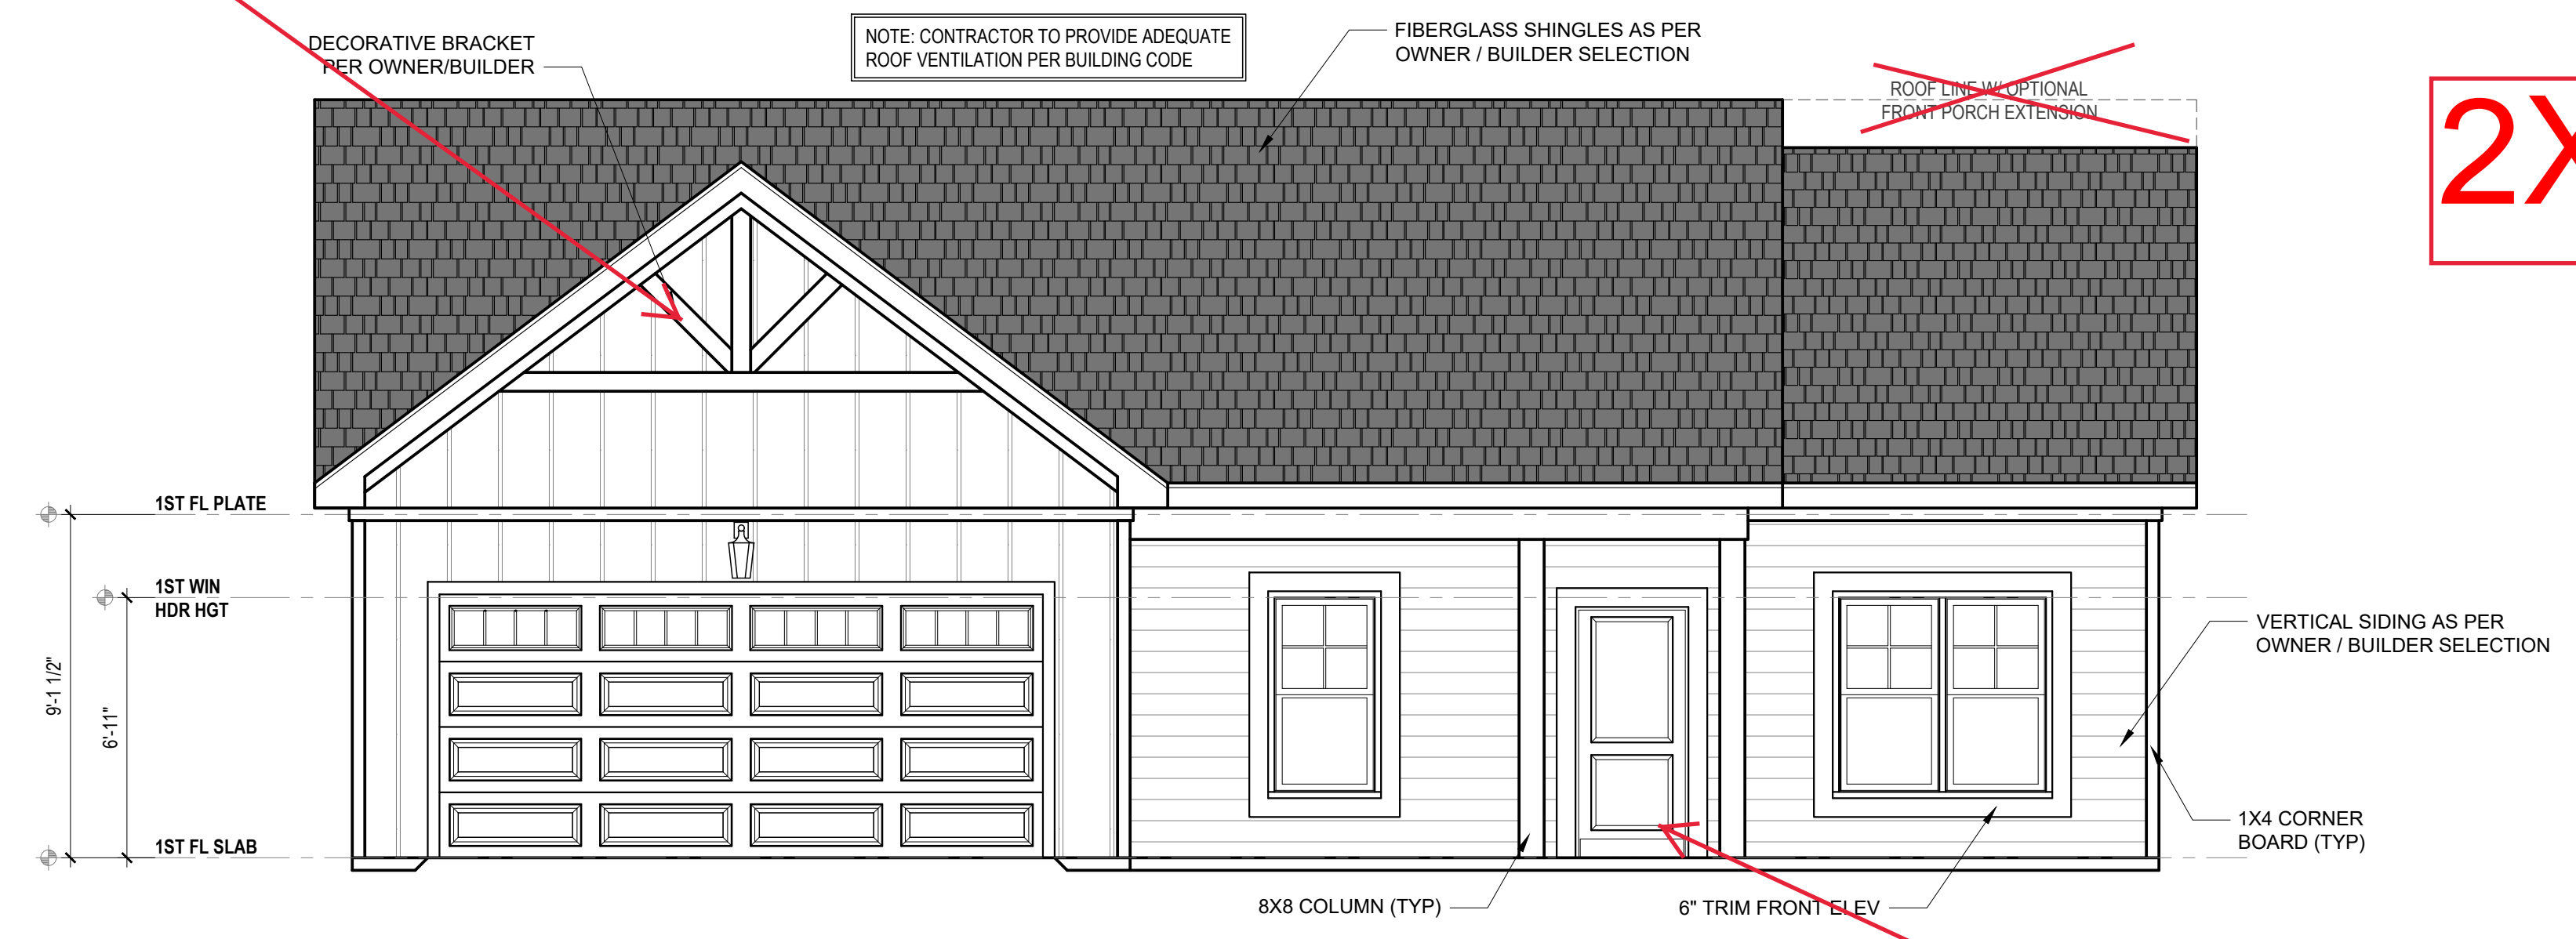 DECORATIVE BRACKET
PER OWNER/BUILDER
NOTE: CONTRACTOR TO PROVIDE ADEQUATE
ROOF VENTILATION PER BUILDING CODE
FIBERGLASS SHINGLES AS PER
OWNER / BUILDER SELECTION
ROOF LINE W/ OPTIONAL
FRONT PORCH EXTENSION
2X
1ST FL PLATE
1ST WIN
HDR HGT
9'-1 1/2"
6'-11"
1ST FL SLAB
VERTICAL SIDING AS PER
OWNER / BUILDER SELECTION
1X4 CORNER
BOARD (TYP)
8X8 COLUMN (TYP)
6" TRIM FRONT ELEV